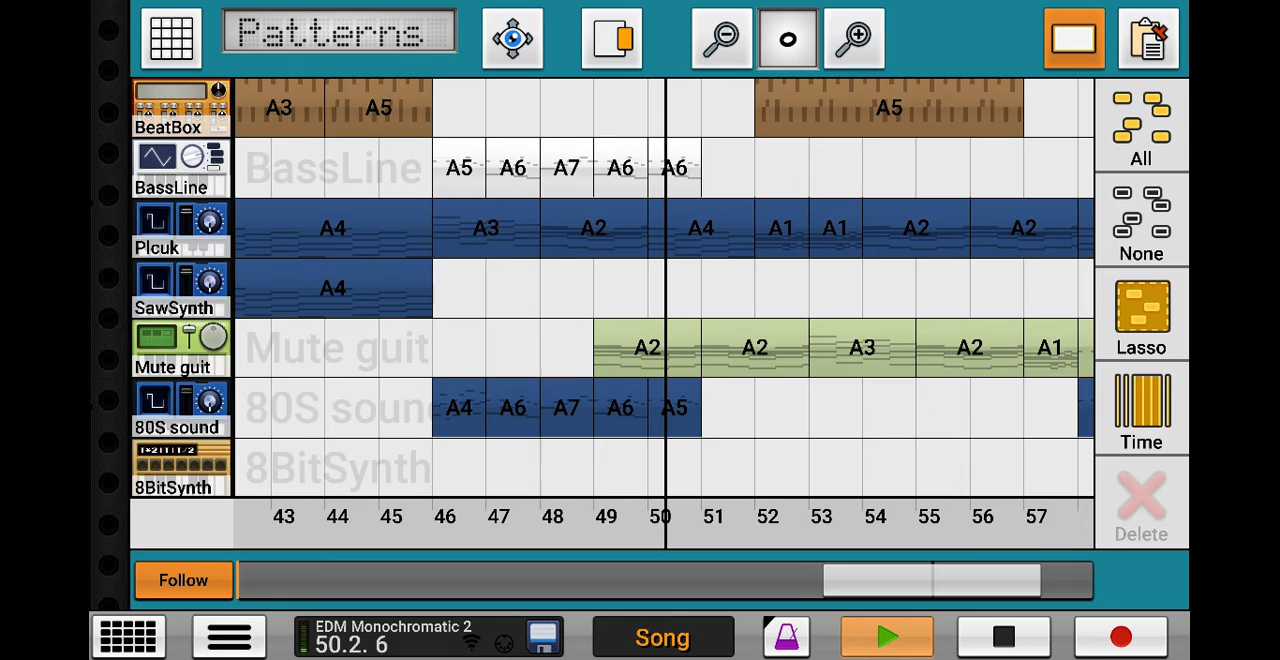 Patterns
A3 A5 A5
BeatBox
BassLine A5 A6 A7 A6 A6
BassLine
A4 A3 A2 A4 A1 A1 A2 A2
Plcuk
A4
SawSynth
Mute guit A2 A2 A3 A2 A1
Mute guit
80S soun A4 A6 A7 A6 A5
80S sound
8BitSynth
8BitSynth
43 44 45 46 47 48 49 50 51 52 53 54 55 56 57
All
None
Lasso
Time
Delete
Follow
EDM Monochromatic 2
50.2. 6
Song